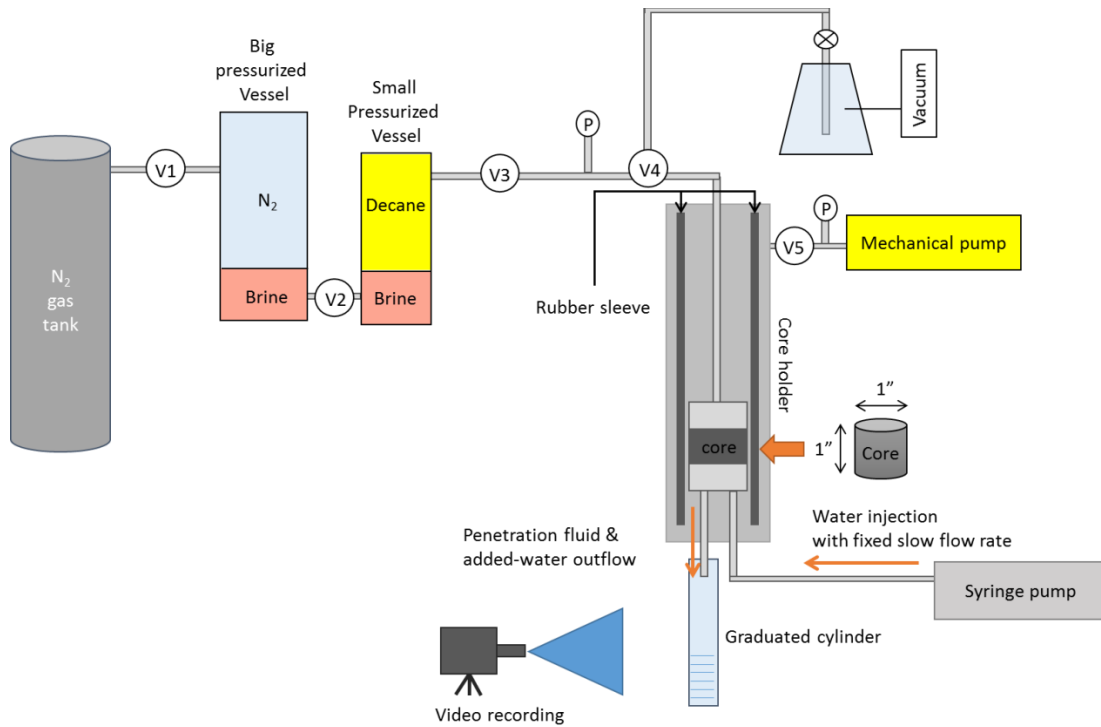 Big
pressurized
Vessel
Small
Pressurized
Vessel
P
Vacuum
V1
V3
V4
N2
Decane
P
V5
Mechanical pump
N2
gas
tank
Brine
V2
Brine
Rubber sleeve
Core holder
1”
core
1”
Core
Penetration fluid &
added-water outflow
Water injection
with fixed slow flow rate
Syringe pump
Graduated cylinder
Video recording